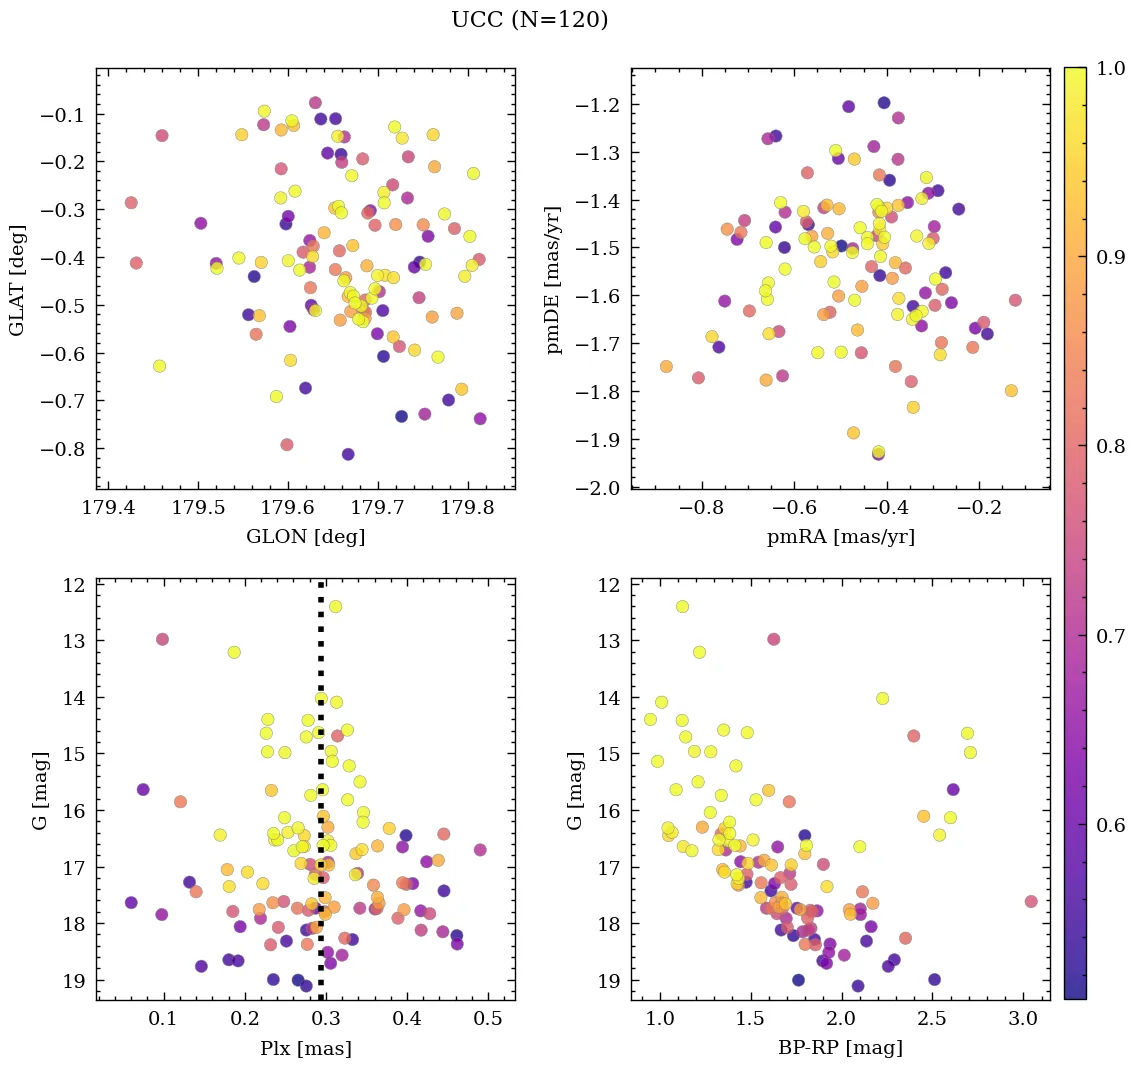 UCC (N=120)
−0.1
−0.2
−0.3
−0.4
−0.5
−0.6
−0.7
−0.8
GLAT [deg]
179.4 179.5 179.6 179.7 179.8
GLON [deg]
−1.2
−1.3
−1.4
−1.5
−1.6
−1.7
−1.8
−1.9
−2.0
pmDE [mas/yr]
−0.8 −0.6 −0.4 −0.2
pmRA [mas/yr]
12
13
14
15
16
17
18
19
G [mag]
0.1 0.2 0.3 0.4 0.5
Plx [mas]
12
13
14
15
16
17
18
19
G [mag]
1.0 1.5 2.0 2.5 3.0
BP-RP [mag]
1.0
0.9
0.8
0.7
0.6